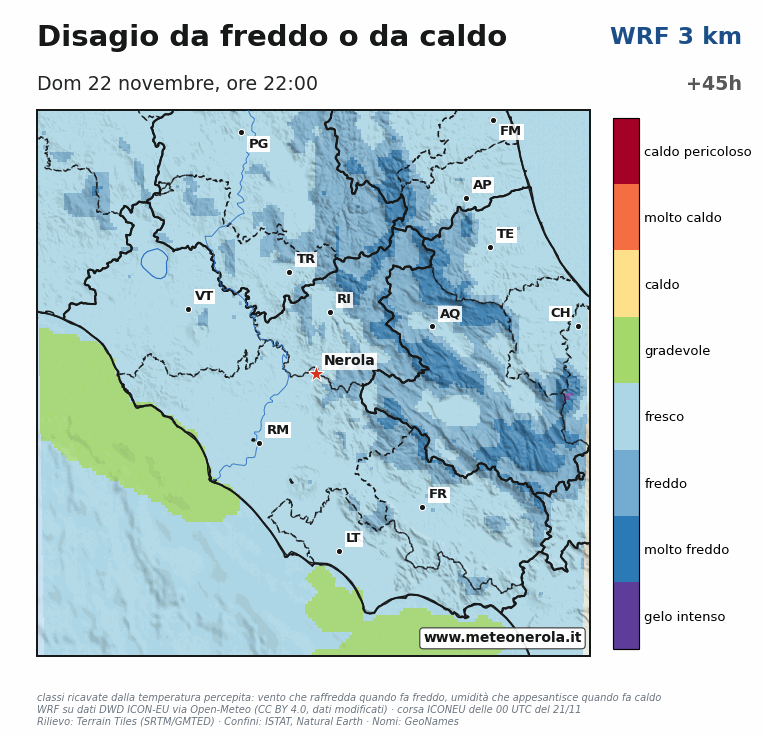 Disagio da freddo o da caldo
WRF 3 km
Dom 22 novembre, ore 22:00
+45h
FM
PG
AP
TE
TR
VT
RI
AQ
CH
Nerola
RM
FR
LT
www.meteonerola.it
caldo pericoloso
molto caldo
caldo
gradevole
fresco
freddo
molto freddo
gelo intenso
classi ricavate dalla temperatura percepita: vento che raffredda quando fa freddo, umidità che appesantisce quando fa caldo
WRF su dati DWD ICON-EU via Open-Meteo (CC BY 4.0, dati modificati) · corsa ICONEU delle 00 UTC del 21/11
Rilievo: Terrain Tiles (SRTM/GMTED) · Confini: ISTAT, Natural Earth · Nomi: GeoNames